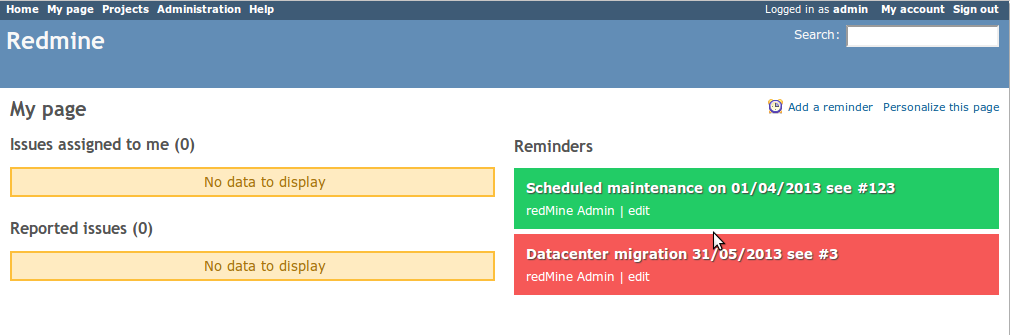 Home My page Projects Administration Help
Logged in as admin My account Sign out
Redmine
Search:
My page
Add a reminder Personalize this page
Issues assigned to me (0)
No data to display
Reported issues (0)
No data to display
Reminders
Scheduled maintenance on 01/04/2013 see #123
redMine Admin | edit
Datacenter migration 31/05/2013 see #3
redMine Admin | edit